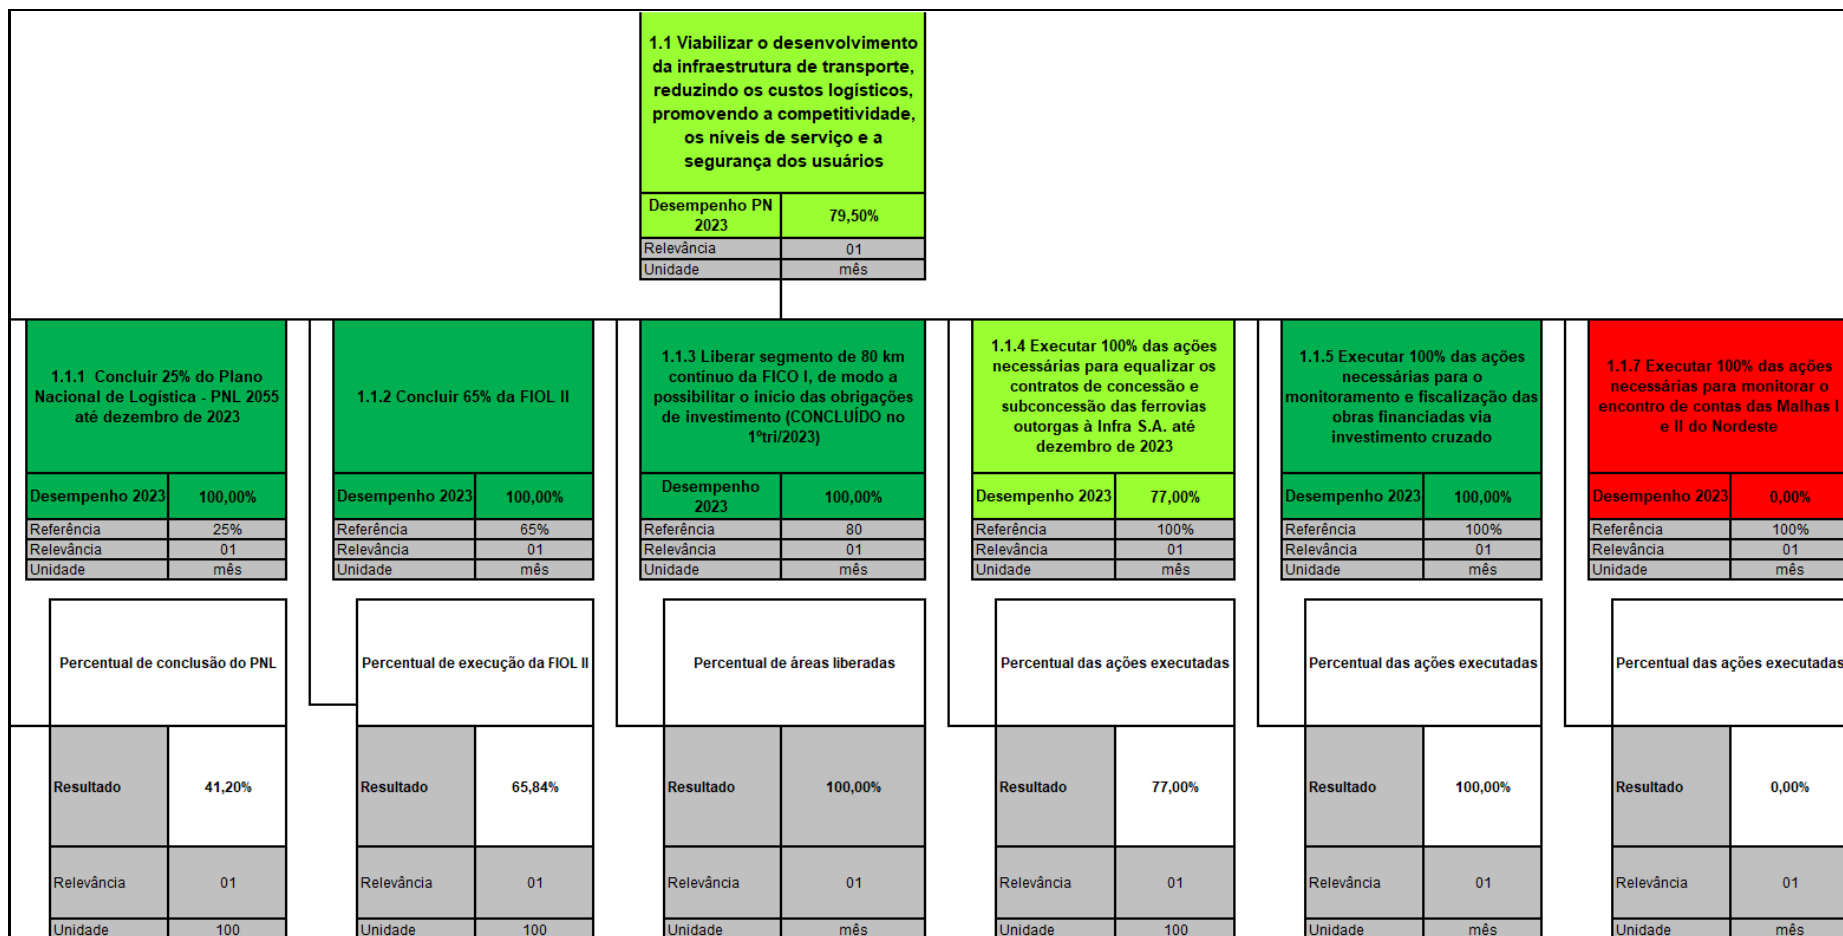 1.1 Viabilizar o desenvolvimento
da infraestrutura de transporte,
reduzindo os custos logísticos,
promovendo a competitividade,
os níveis de serviço e a
segurança dos usuários
Desempenho PN
2023
79,50%
Relevância 01
Unidade mês
1.1.1 Concluir 25% do Plano
Nacional de Logística - PNL 2055
até dezembro de 2023
Desempenho 2023 100,00%
Referência 25%
Relevância 01
Unidade mês
Percentual de conclusão do PNL
Resultado 41,20%
Relevância 01
Unidade 100
1.1.2 Concluir 65% da FIOL II
Desempenho 2023 100,00%
Referência 65%
Relevância 01
Unidade mês
Percentual de execução da FIOL II
Resultado 65,84%
Relevância 01
Unidade 100
1.1.3 Liberar segmento de 80 km
contínuo da FICO I, de modo a
possibilitar o início das obrigações
de investimento (CONCLUÍDO no
1ºtri/2023)
Desempenho
2023
100,00%
Referência 80
Relevância 01
Unidade mês
Percentual de áreas liberadas
Resultado 100,00%
Relevância 01
Unidade mês
1.1.4 Executar 100% das ações
necessárias para equalizar os
contratos de concessão e
subconcessão das ferrovias
outorgas à Infra S.A. até
dezembro de 2023
Desempenho 2023 77,00%
Referência 100%
Relevância 01
Unidade mês
Percentual das ações executadas
Resultado 77,00%
Relevância 01
Unidade 100
1.1.5 Executar 100% das ações
necessárias para o
monitoramento e fiscalização das
obras financiadas via
investimento cruzado
Desempenho 2023 100,00%
Referência 100%
Relevância 01
Unidade mês
Percentual das ações executadas
Resultado 100,00%
Relevância 01
Unidade mês
1.1.7 Executar 100% das ações
necessárias para monitorar o
encontro de contas das Malhas I
e II do Nordeste
Desempenho 2023 0,00%
Referência 100%
Relevância 01
Unidade mês
Percentual das ações executadas
Resultado 0,00%
Relevância 01
Unidade mês